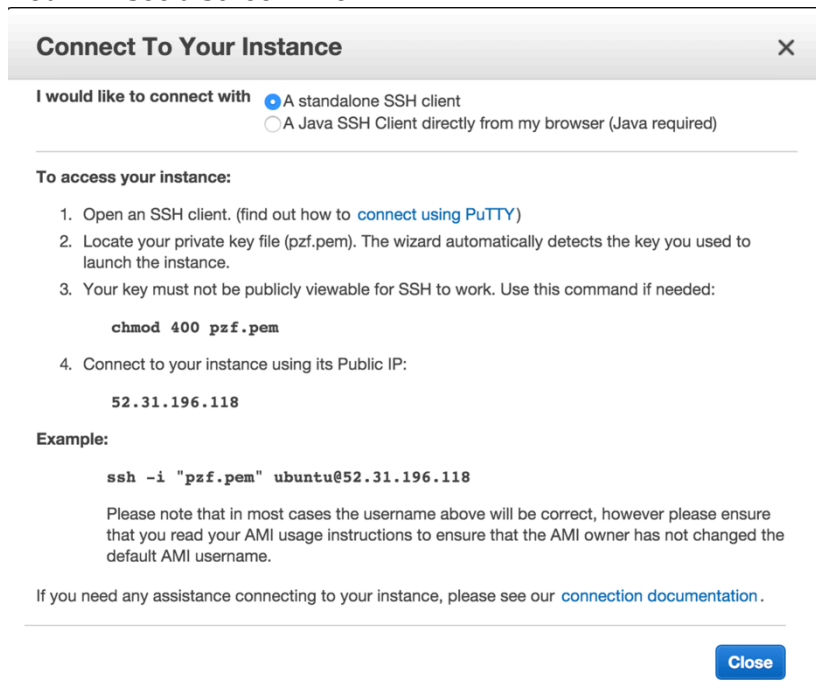 Connect To Your Instance
I would like to connect with
A standalone SSH client
A Java SSH Client directly from my browser (Java required)
To access your instance:
1. Open an SSH client. (find out how to connect using PuTTY)
2. Locate your private key file (pzf.pem). The wizard automatically detects the key you used to
launch the instance.
3. Your key must not be publicly viewable for SSH to work. Use this command if needed:
chmod 400 pzf.pem
4. Connect to your instance using its Public IP:
52.31.196.118
Example:
ssh -i "pzf.pem" ubuntu@52.31.196.118
Please note that in most cases the username above will be correct, however please ensure
that you read your AMI usage instructions to ensure that the AMI owner has not changed the
default AMI username.
If you need any assistance connecting to your instance, please see our connection documentation.
Close